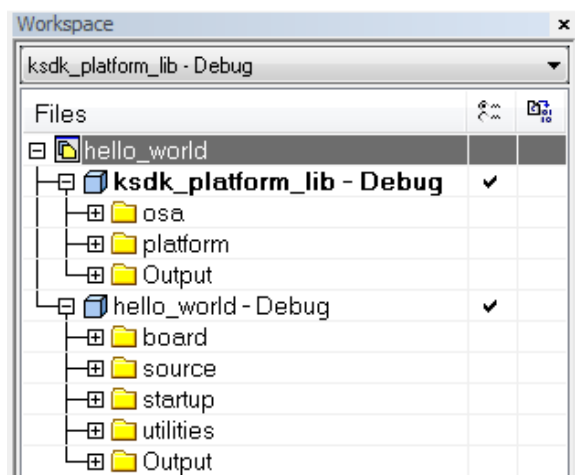 Workspace
ksdk_platform_lib - Debug
Files
hello_world
ksdk_platform_lib - Debug
osa
platform
Output
hello_world - Debug
board
source
startup
utilities
Output